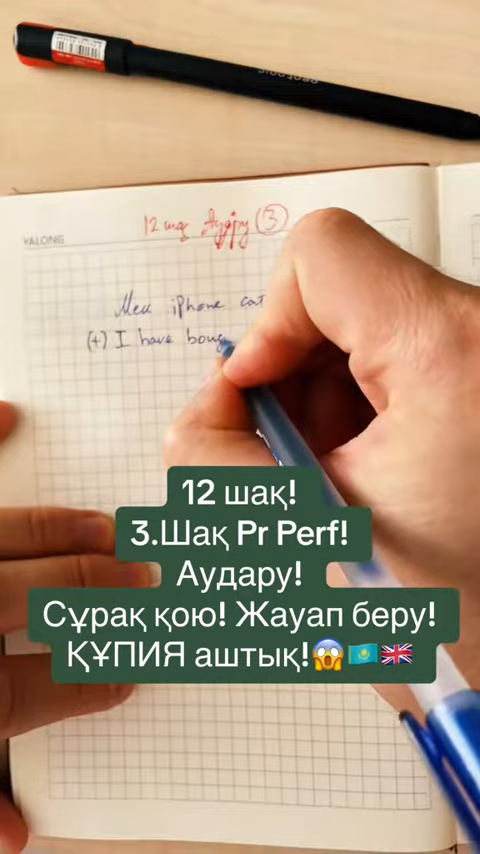 YALONG
12 шақ Аудару (3)
Мен iPhone сат
(+) I have boug
12 шақ!
3.Шақ Pr Perf!
Аудару!
Сұрақ қою! Жауап беру!
ҚҰПИЯ аштық!😱🇰🇿🇬🇧